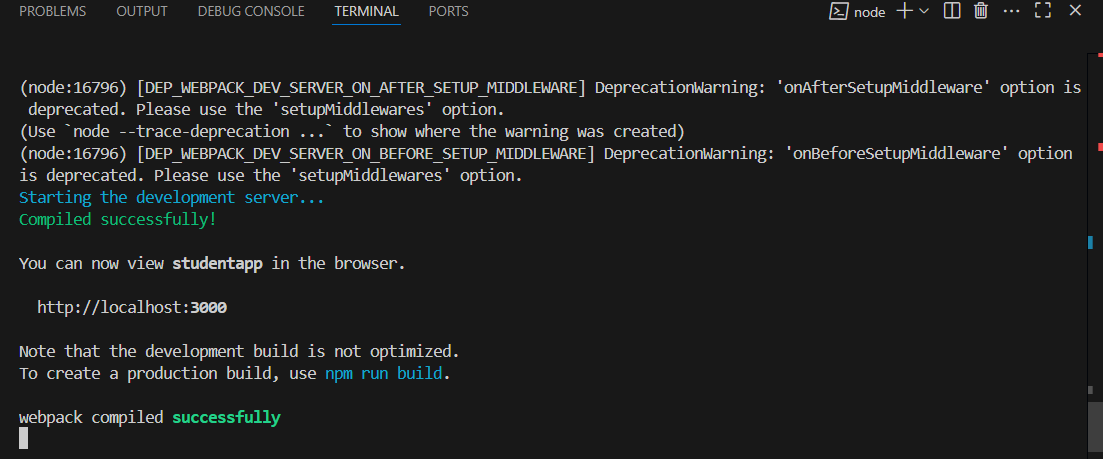 PROBLEMS OUTPUT DEBUG CONSOLE TERMINAL PORTS node
(node:16796) [DEP_WEBPACK_DEV_SERVER_ON_AFTER_SETUP_MIDDLEWARE] DeprecationWarning: 'onAfterSetupMiddleware' option is
deprecated. Please use the 'setupMiddlewares' option.
(Use `node --trace-deprecation ...` to show where the warning was created)
(node:16796) [DEP_WEBPACK_DEV_SERVER_ON_BEFORE_SETUP_MIDDLEWARE] DeprecationWarning: 'onBeforeSetupMiddleware' option
is deprecated. Please use the 'setupMiddlewares' option.
Starting the development server...
Compiled successfully!
You can now view studentapp in the browser.
http://localhost:3000
Note that the development build is not optimized.
To create a production build, use npm run build.
webpack compiled successfully